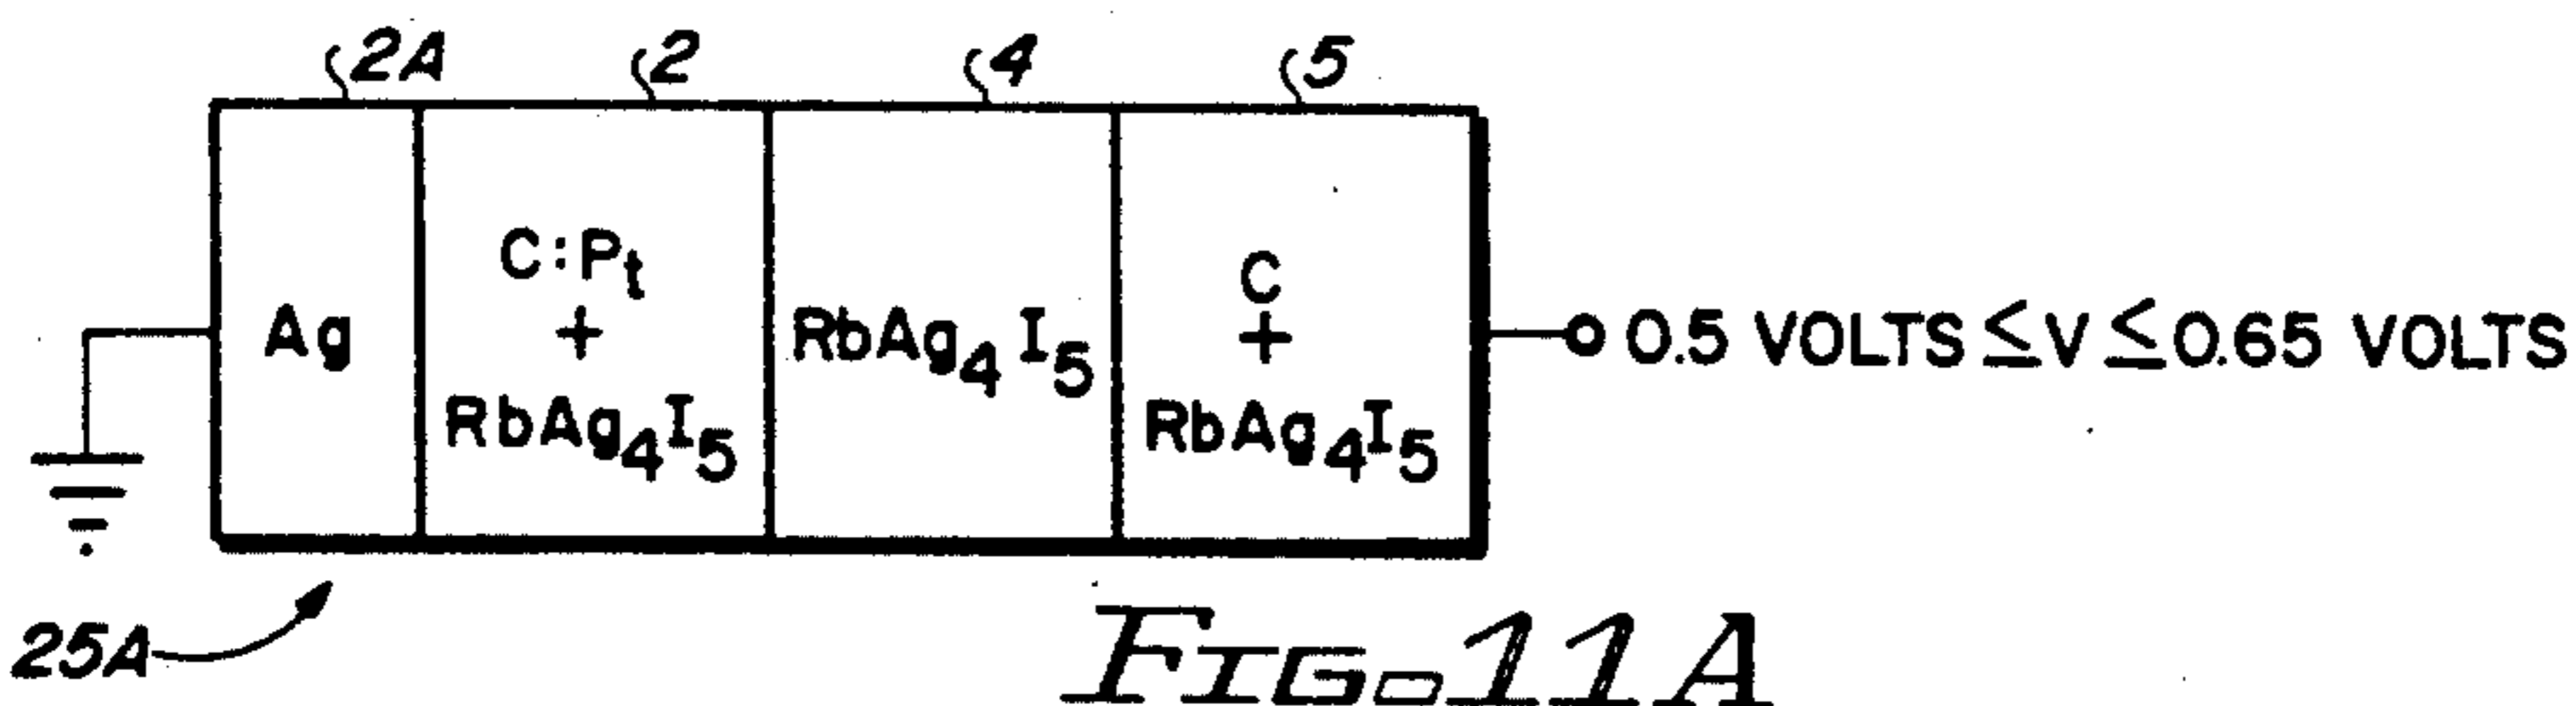 2A 2 4 5
Ag
C:Pt
+
RbAg4I5
RbAg4I5
C
+
RbAg4I5
0.5 VOLTS ≤V ≤0.65 VOLTS
25A
FIG-11A